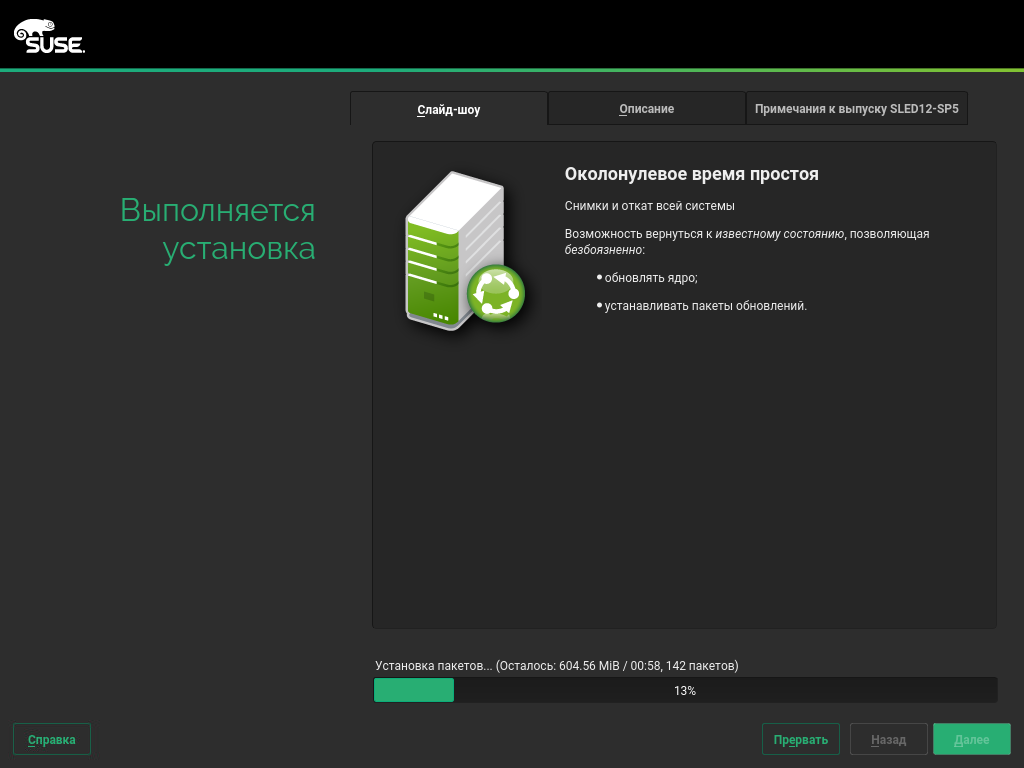 SUSE.
Слайд-шоу
Описание
Примечания к выпуску SLED12-SP5
Выполняется
установка
Околонулевое время простоя
Снимки и откат всей системы
Возможность вернуться к известному состоянию, позволяющая
безбоязненно:
• обновлять ядро;
• устанавливать пакеты обновлений.
Установка пакетов... (Осталось: 604.56 MiB / 00:58, 142 пакетов)
13%
Справка
Прервать
Назад
Далее